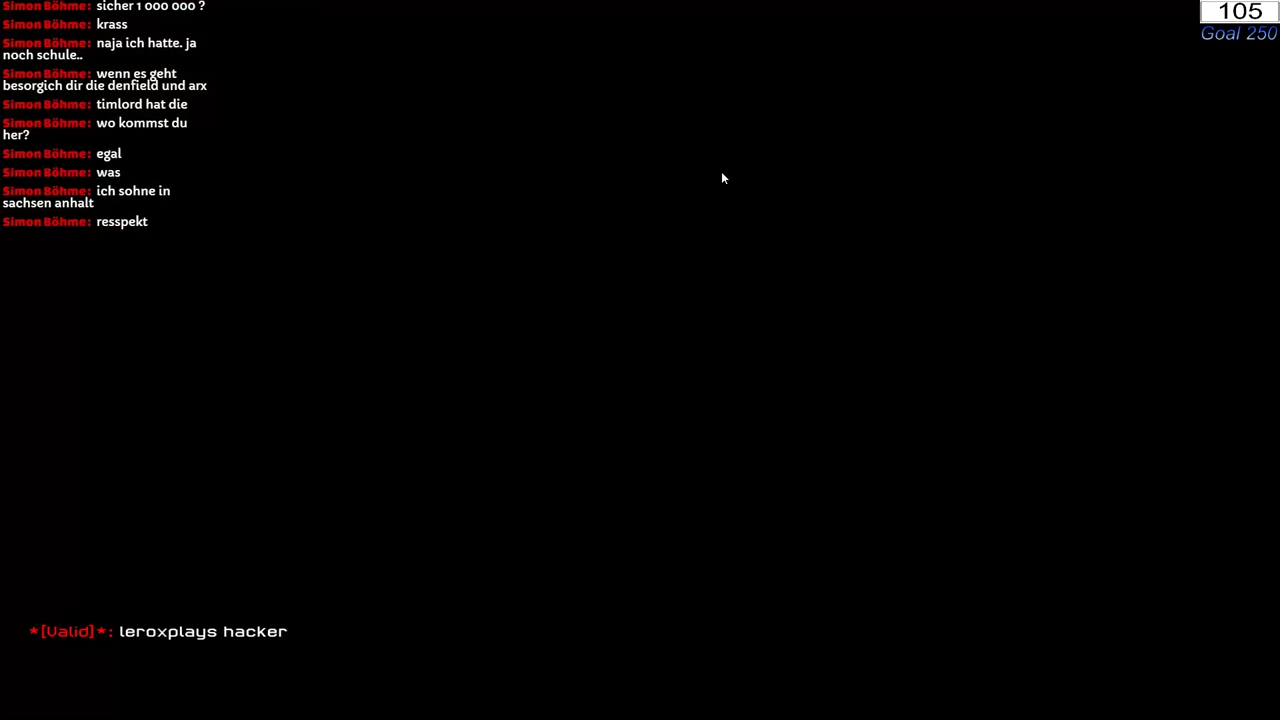 Simon Böhme: sicher 1 000 000 ?
Simon Böhme: krass
Simon Böhme: naja ich hatte. ja
noch schule..
Simon Böhme: wenn es geht
besorgich dir die denfield und arx
Simon Böhme: timlord hat die
Simon Böhme: wo kommst du
her?
Simon Böhme: egal
Simon Böhme: was
Simon Böhme: ich sohne in
sachsen anhalt
Simon Böhme: resspekt
105
Goal 250
*[Valid]*: leroxplays hacker